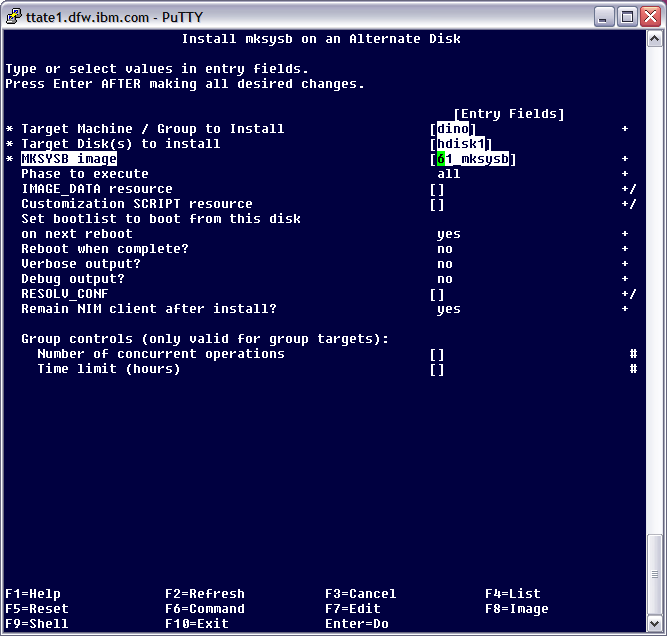 ttate1.dfw.ibm.com - PuTTY
Install mksysb on an Alternate Disk
Type or select values in entry fields.
Press Enter AFTER making all desired changes.
[Entry Fields]
* Target Machine / Group to Install [dino] +
* Target Disk(s) to install [hdisk1]
* MKSYSB image [61_mksysb] +
Phase to execute all +
IMAGE_DATA resource [] +/
Customization SCRIPT resource [] +/
Set bootlist to boot from this disk
on next reboot yes +
Reboot when complete? no +
Verbose output? no +
Debug output? no +
RESOLV_CONF [] +/
Remain NIM client after install? yes +
Group controls (only valid for group targets):
Number of concurrent operations [] #
Time limit (hours) [] #
F1=Help F2=Refresh F3=Cancel F4=List
F5=Reset F6=Command F7=Edit F8=Image
F9=Shell F10=Exit Enter=Do